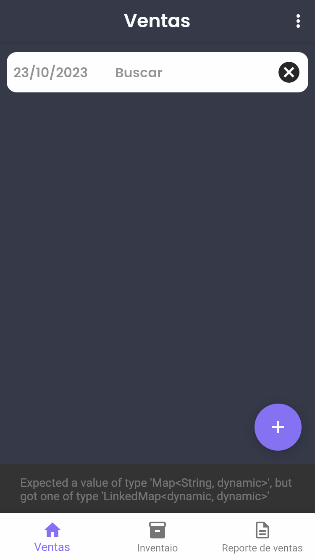 Ventas
23/10/2023 Buscar
Expected a value of type 'Map<String, dynamic>', but
got one of type 'LinkedMap<dynamic, dynamic>'
Ventas Inventaio Reporte de ventas